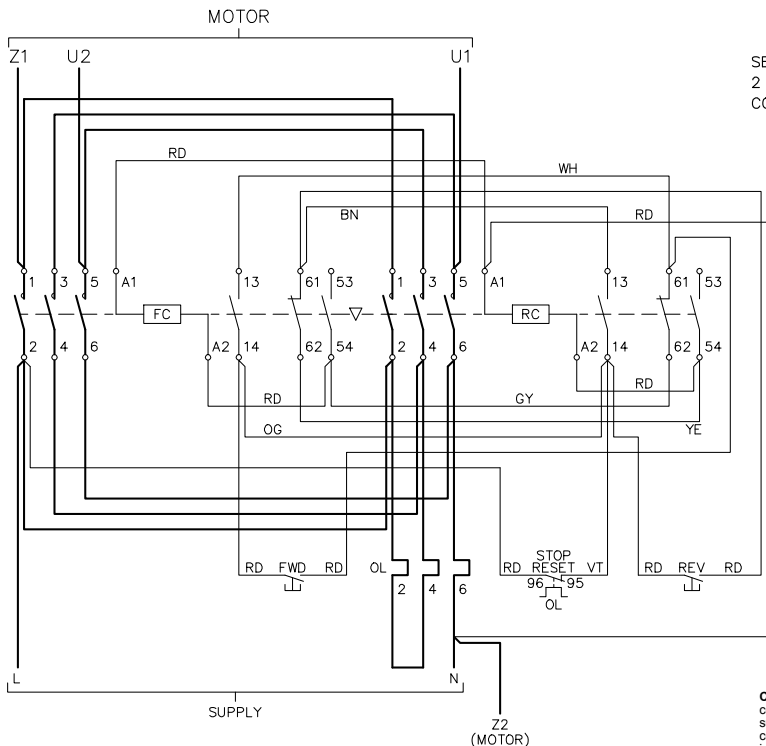 MOTOR
Z1 U2 U1
SE
2
CO
RD WH
BN RD
1 3 5 A1 13 61 53 1 3 5 A1 13 61 53
FC RC
2 4 6 A2 14 62 54 2 4 6 A2 14 62 54
RD GY RD
OG YE
STOP
RD FWD RD OL RD RESET VT RD REV RD
2 4 6 96 95
OL
L N
SUPPLY
Z2
(MOTOR)
C
c
s
c